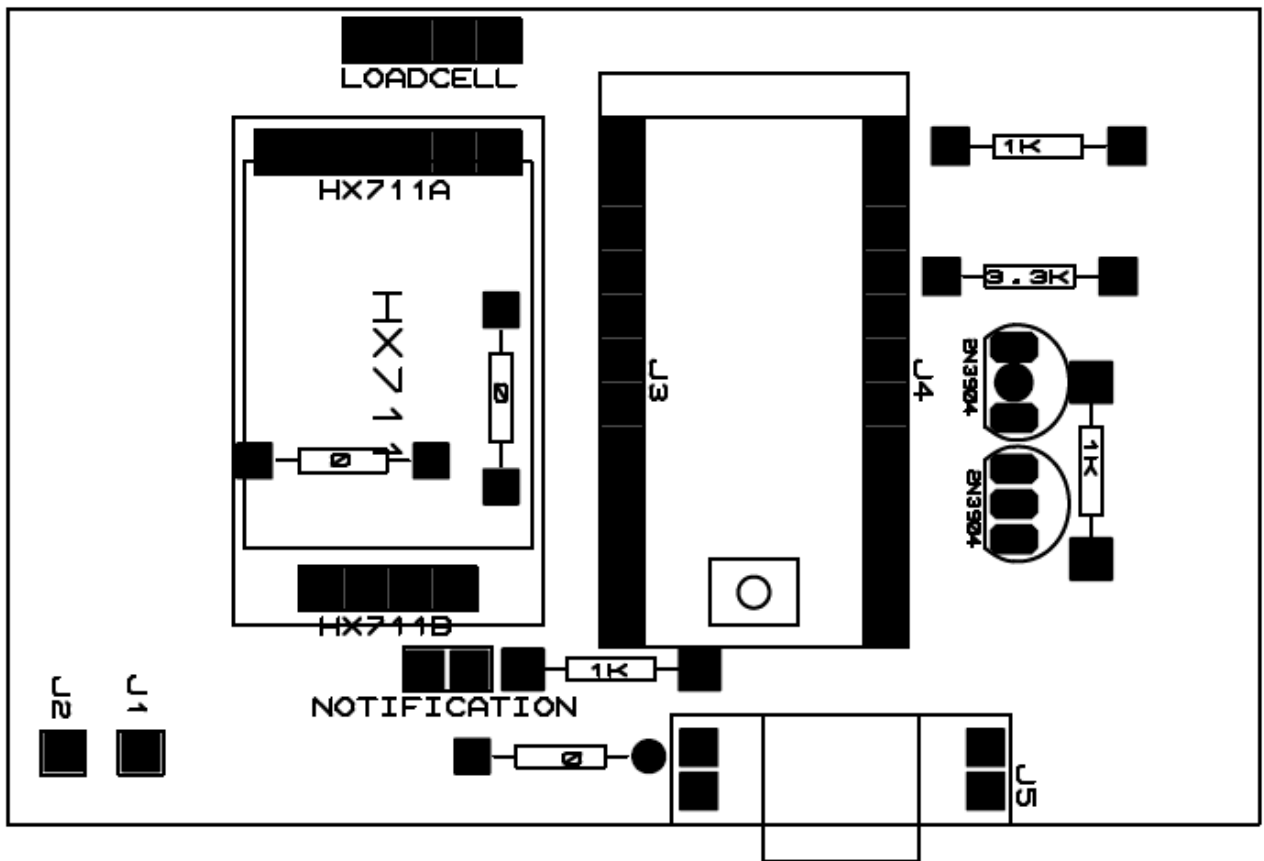 LOADCELL
HX711A
1K
3.3K
HX711
0
0
J3
J4
2N3904
1K
2N3904
HX711B
1K
NOTIFICATION
J2
J1
0
J5